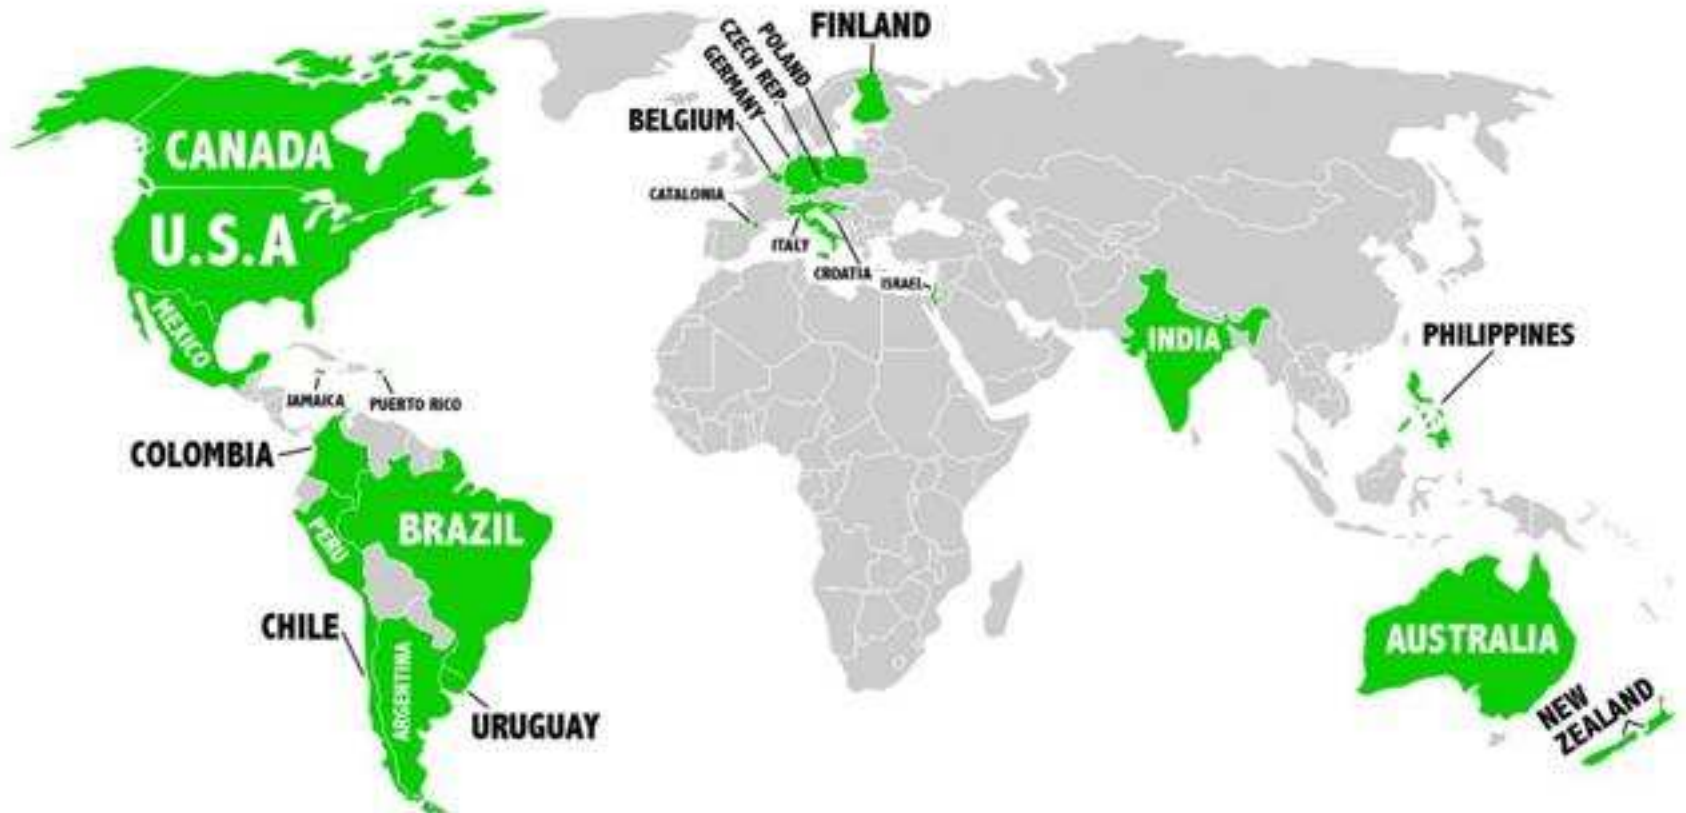 FINLAND
POLAND
CZECH REP.
GERMANY
BELGIUM
CANADA
CATALONIA
U.S.A
ITALY
CROATIA
ISRAEL
MEXICO
INDIA
PHILIPPINES
JAMAICA
PUERTO RICO
COLOMBIA
BRAZIL
PERU
CHILE
ARGENTINA
AUSTRALIA
URUGUAY
NEW
ZEALAND